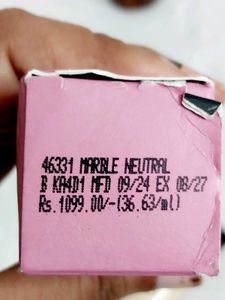 46331 MARBLE NEUTRAL
B KA4D1 MFD 09/24 EX 08/27
Rs.1099.00/-(36.63/ml)